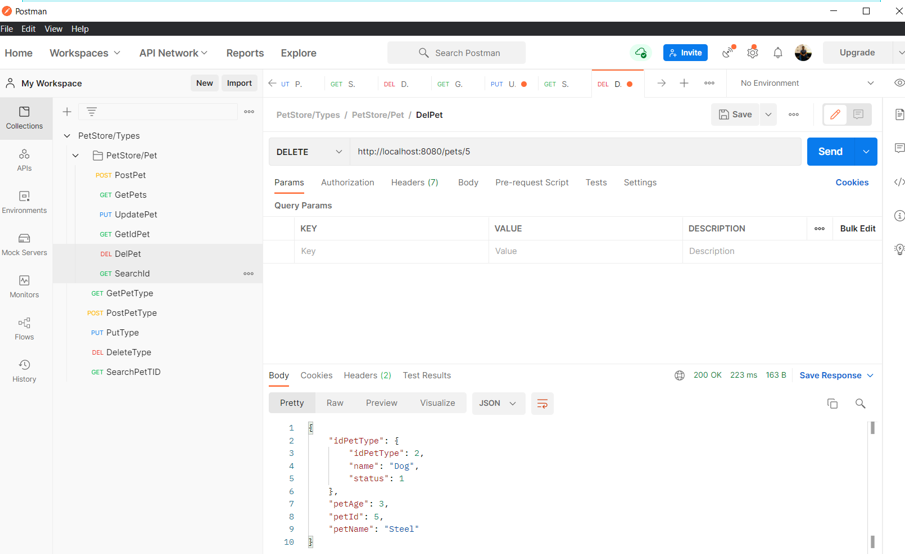 Postman
File Edit View Help
Home Workspaces API Network Reports Explore Search Postman Invite Upgrade
My Workspace New Import UT P. GET S. DEL D. GET G. PUT U. GET S. DEL D. No Environment
Collections
APIs
Environments
Mock Servers
Monitors
Flows
History
PetStore/Types
PetStore/Pet
POST PostPet
GET GetPets
PUT UpdatePet
GET GetIdPet
DEL DelPet
GET SearchId
GET GetPetType
POST PostPetType
PUT PutType
DEL DeleteType
GET SearchPetTID
PetStore/Types / PetStore/Pet / DelPet Save
DELETE http://localhost:8080/pets/5 Send
Params Authorization Headers (7) Body Pre-request Script Tests Settings Cookies
Query Params
KEY VALUE DESCRIPTION Bulk Edit
Key Value Description
Body Cookies Headers (2) Test Results 200 OK 223 ms 163 B Save Response
Pretty Raw Preview Visualize JSON
1 {
2 "idPetType": {
3 "idPetType": 2,
4 "name": "Dog",
5 "status": 1
6 },
7 "petAge": 3,
8 "petId": 5,
9 "petName": "Steel"
10 }